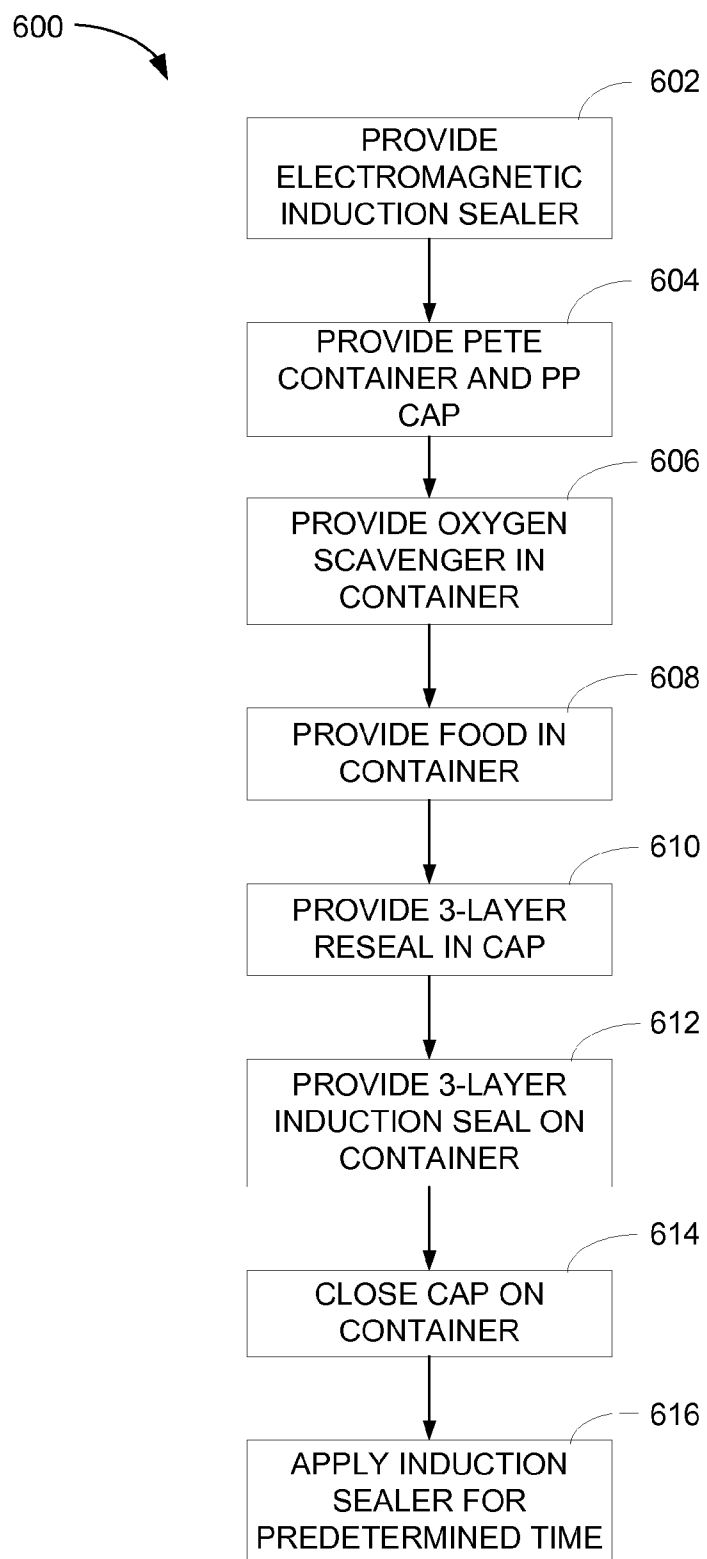 600
602
PROVIDE
ELECTROMAGNETIC
INDUCTION SEALER
604
PROVIDE PETE
CONTAINER AND PP
CAP
606
PROVIDE OXYGEN
SCAVENGER IN
CONTAINER
608
PROVIDE FOOD IN
CONTAINER
610
PROVIDE 3-LAYER
RESEAL IN CAP
612
PROVIDE 3-LAYER
INDUCTION SEAL ON
CONTAINER
614
CLOSE CAP ON
CONTAINER
616
APPLY INDUCTION
SEALER FOR
PREDETERMINED TIME